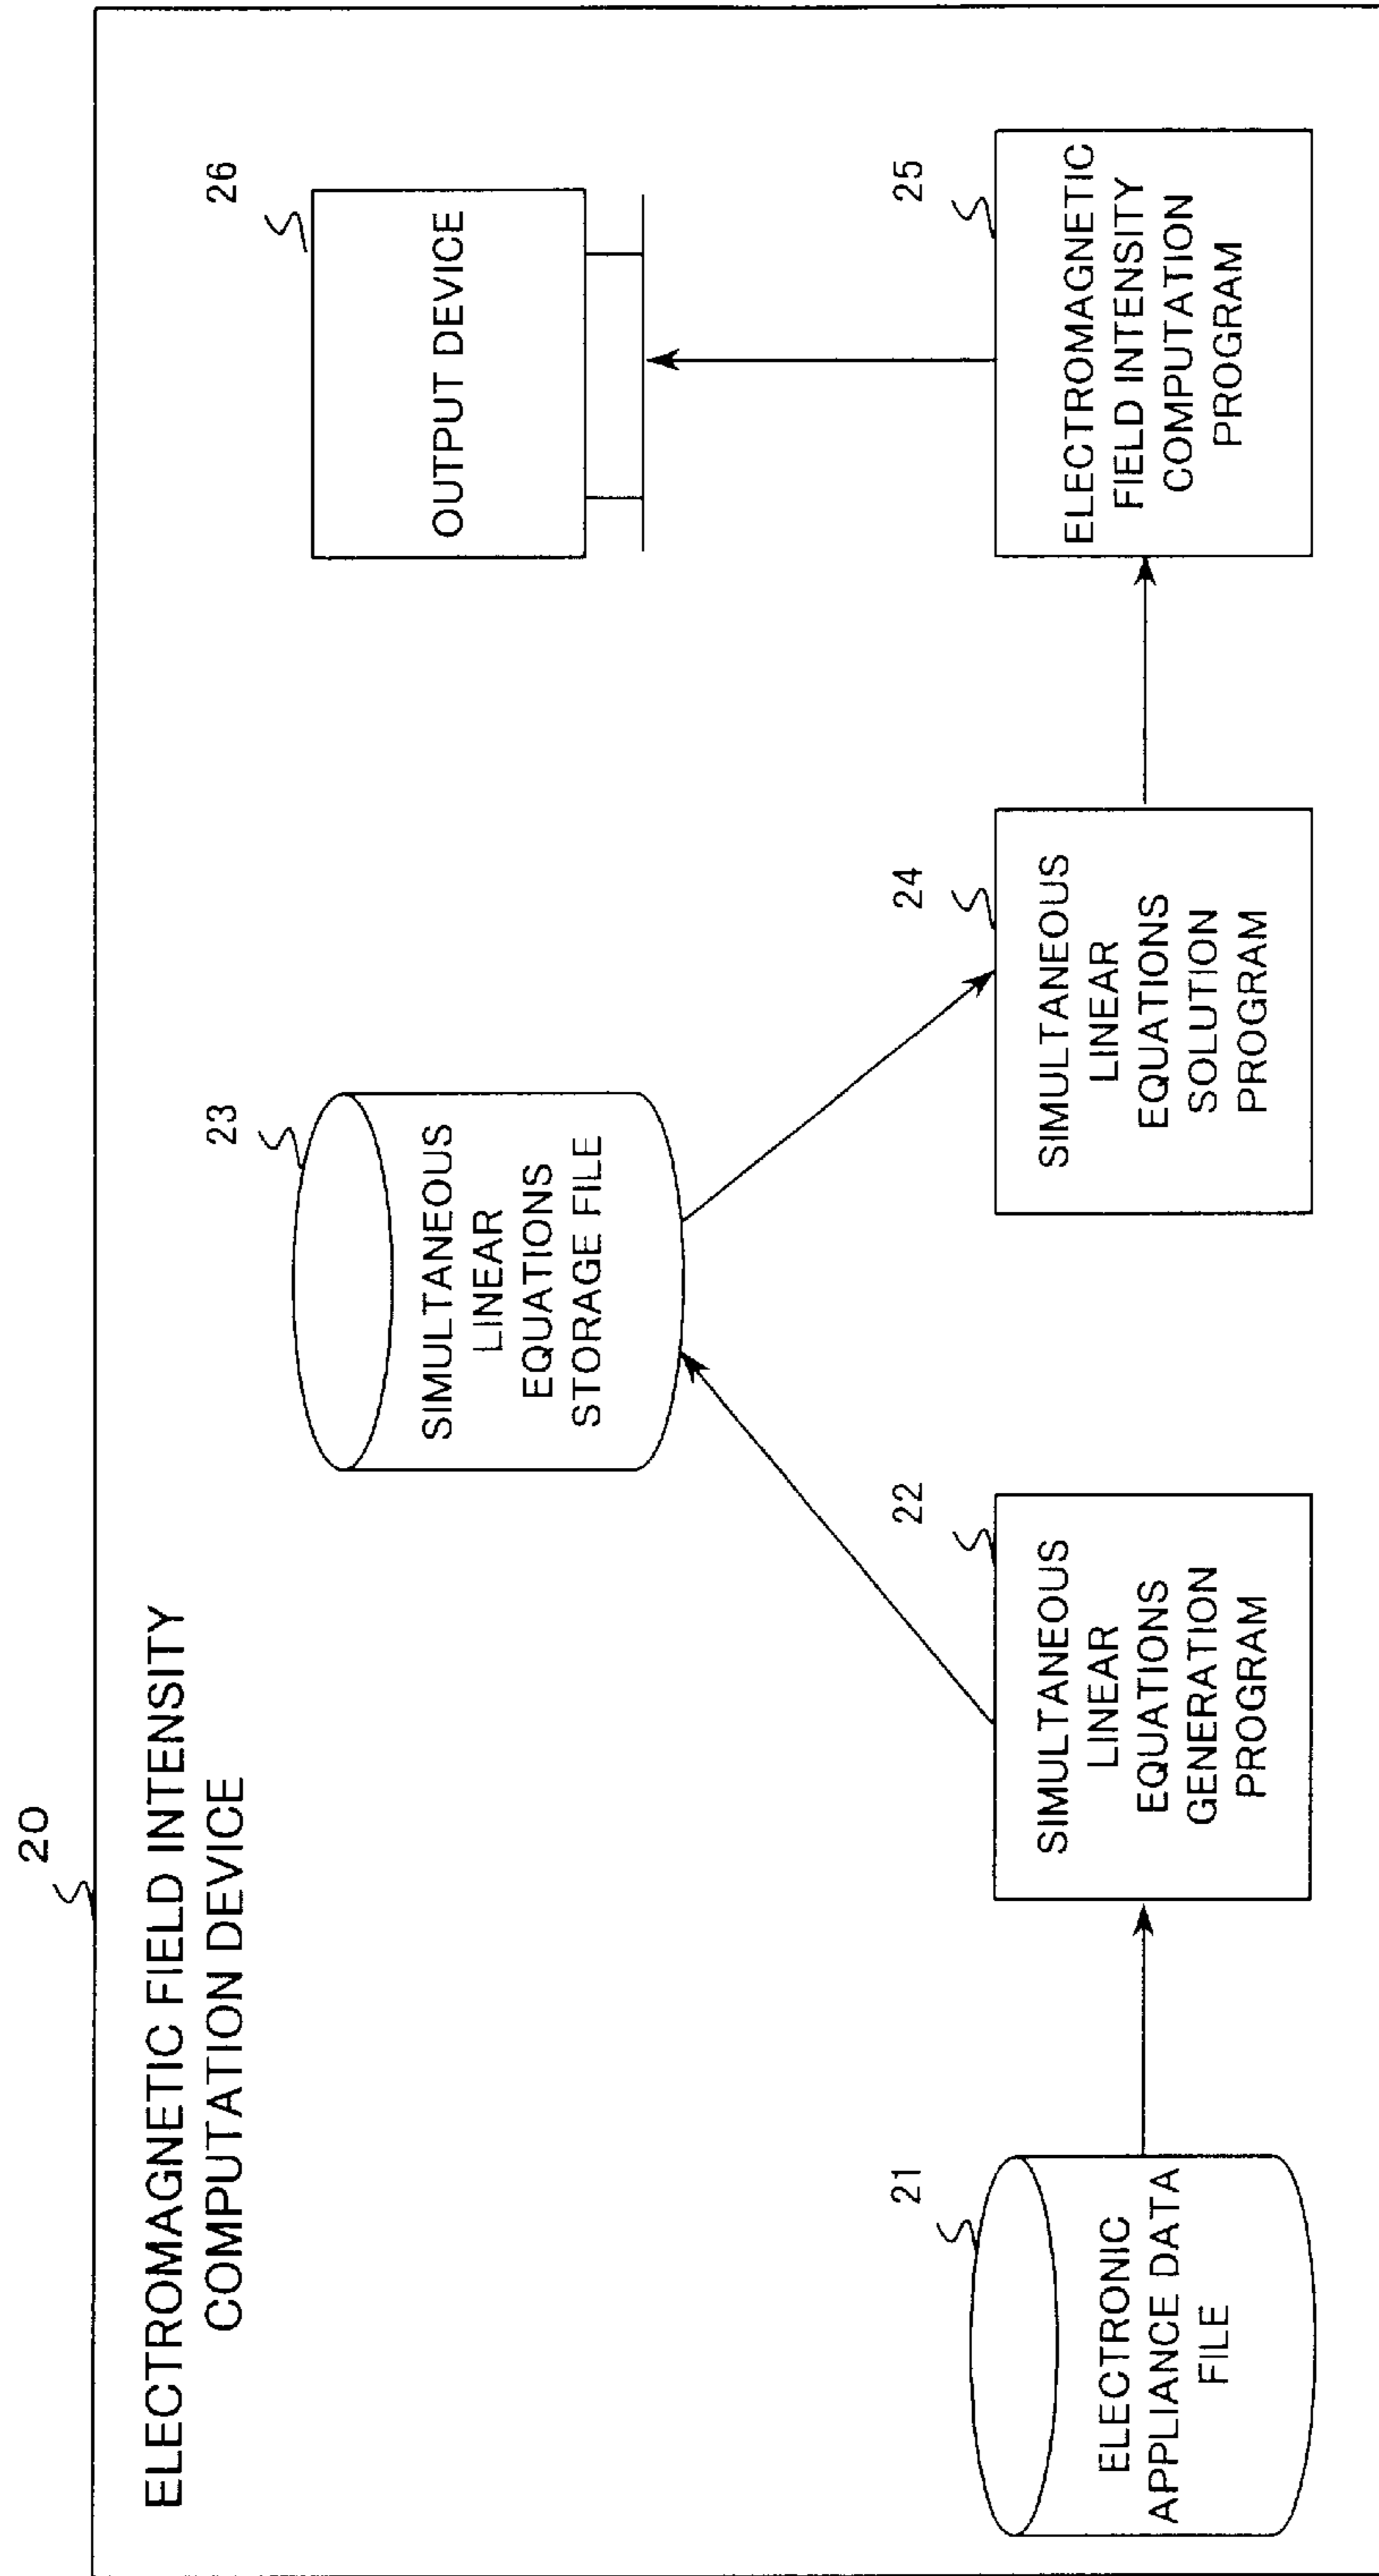 20
ELECTROMAGNETIC FIELD INTENSITY
COMPUTATION DEVICE
21
ELECTRONIC
APPLIANCE DATA
FILE
22
SIMULTANEOUS
LINEAR
EQUATIONS
GENERATION
PROGRAM
23
SIMULTANEOUS
LINEAR
EQUATIONS
STORAGE FILE
24
SIMULTANEOUS
LINEAR
EQUATIONS
SOLUTION
PROGRAM
25
ELECTROMAGNETIC
FIELD INTENSITY
COMPUTATION
PROGRAM
26
OUTPUT DEVICE